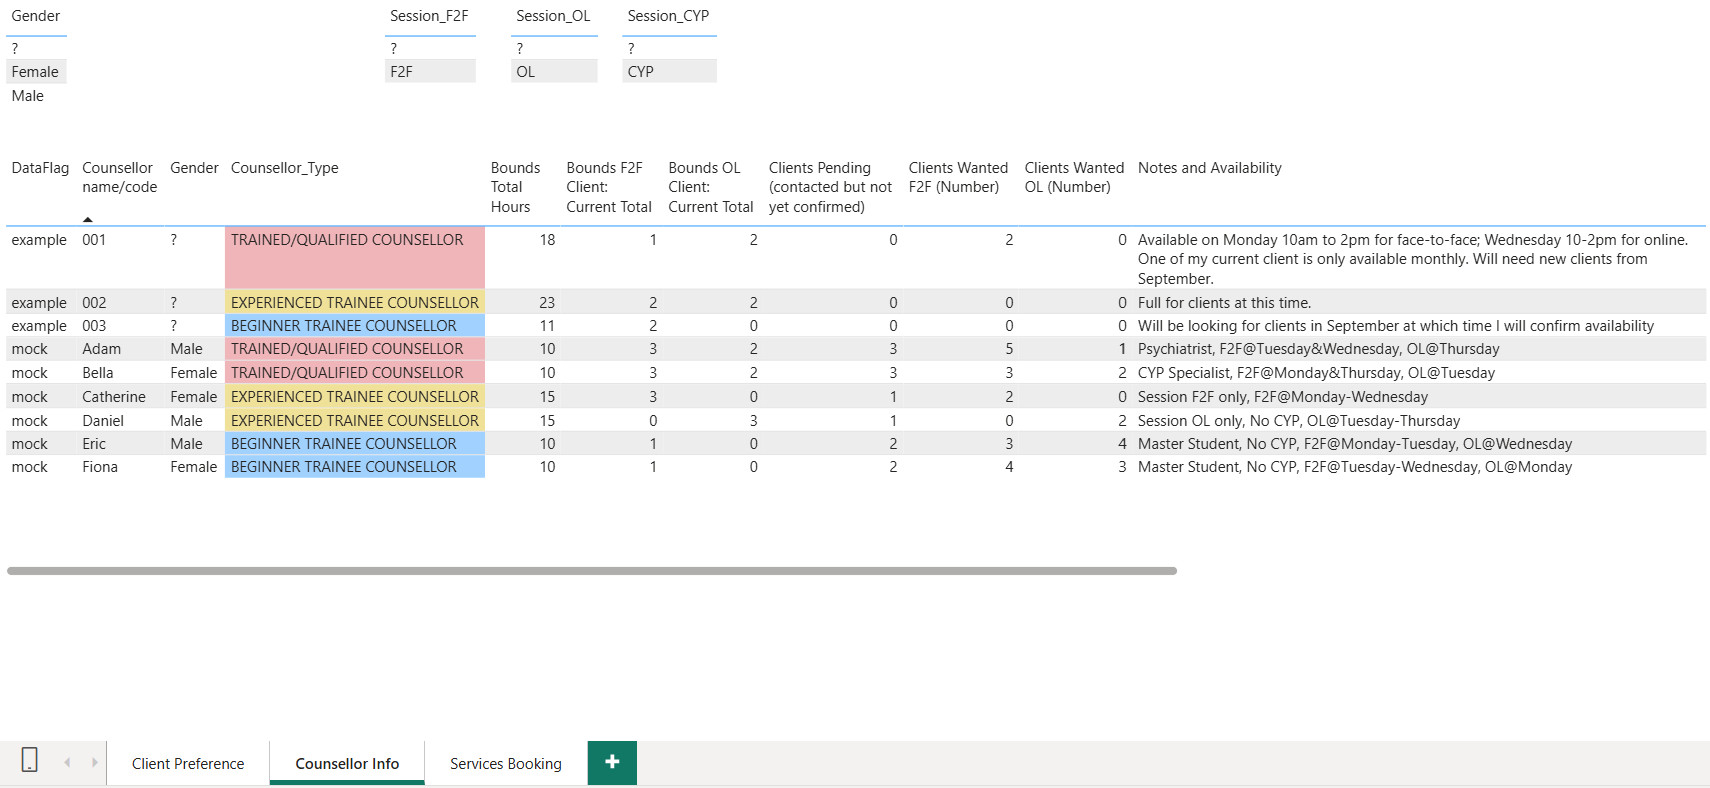 Gender Session_F2F Session_OL Session_CYP
? ? ? ?
Female F2F OL CYP
Male
DataFlag Counsellor Gender Counsellor_Type Bounds Bounds F2F Bounds OL Clients Pending Clients Wanted Clients Wanted Notes and Availability
name/code Total Client: Client: (contacted but not F2F (Number) OL (Number)
Hours Current Total Current Total yet confirmed)
example 001 ? TRAINED/QUALIFIED COUNSELLOR 18 1 2 0 2 0 Available on Monday 10am to 2pm for face-to-face; Wednesday 10-2pm for online.
One of my current client is only available monthly. Will need new clients from
September.
example 002 ? EXPERIENCED TRAINEE COUNSELLOR 23 2 2 0 0 0 Full for clients at this time.
example 003 ? BEGINNER TRAINEE COUNSELLOR 11 2 0 0 0 0 Will be looking for clients in September at which time I will confirm availability
mock Adam Male TRAINED/QUALIFIED COUNSELLOR 10 3 2 3 5 1 Psychiatrist, F2F@Tuesday&Wednesday, OL@Thursday
mock Bella Female TRAINED/QUALIFIED COUNSELLOR 10 3 2 3 3 2 CYP Specialist, F2F@Monday&Thursday, OL@Tuesday
mock Catherine Female EXPERIENCED TRAINEE COUNSELLOR 15 3 0 1 2 0 Session F2F only, F2F@Monday-Wednesday
mock Daniel Male EXPERIENCED TRAINEE COUNSELLOR 15 0 3 1 0 2 Session OL only, No CYP, OL@Tuesday-Thursday
mock Eric Male BEGINNER TRAINEE COUNSELLOR 10 1 0 2 3 4 Master Student, No CYP, F2F@Monday-Tuesday, OL@Wednesday
mock Fiona Female BEGINNER TRAINEE COUNSELLOR 10 1 0 2 4 3 Master Student, No CYP, F2F@Tuesday-Wednesday, OL@Monday
Client Preference Counsellor Info Services Booking